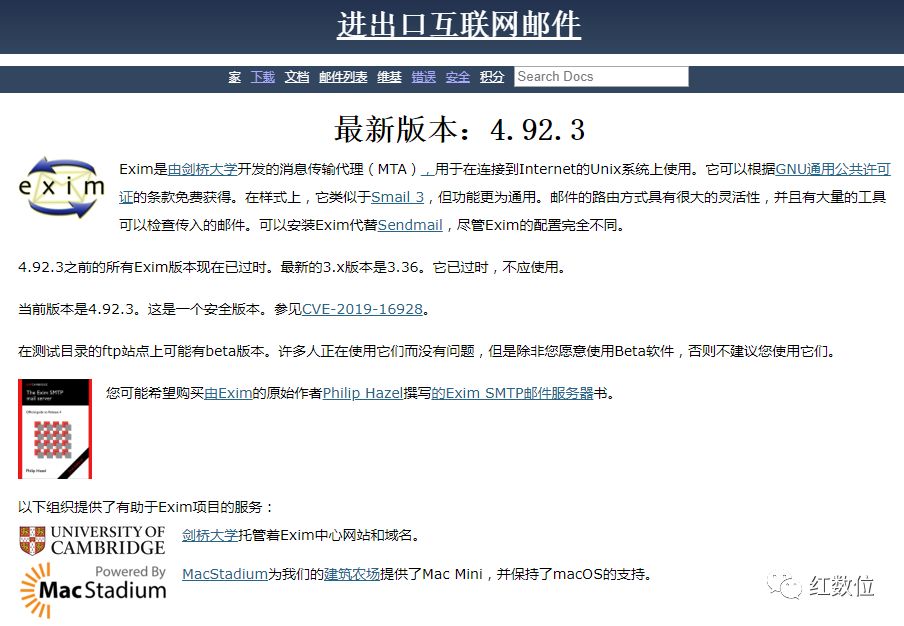 进出口互联网邮件
家 下载 文档 邮件列表 维基 错误 安全 积分 Search Docs
最新版本：4.92.3
exim
Exim是由剑桥大学开发的消息传输代理（MTA），用于在连接到Internet的Unix系统上使用。它可以根据GNU通用公共许可
证的条款免费获得。在样式上，它类似于Smail 3，但功能更为通用。邮件的路由方式具有很大的灵活性，并且有大量的工具
可以检查传入的邮件。可以安装Exim代替Sendmail，尽管Exim的配置完全不同。
4.92.3之前的所有Exim版本现在已过时。最新的3.x版本是3.36。它已过时，不应使用。
当前版本是4.92.3。这是一个安全版本。参见CVE-2019-16928。
在测试目录的ftp站点上可能有beta版本。许多人正在使用它们而没有问题，但是除非您愿意使用Beta软件，否则不建议您使用它们。
The Exim SMTP
mail server
Official guide to Release 4
Philip Hazel
您可能希望购买由Exim的原始作者Philip Hazel撰写的Exim SMTP邮件服务器书。
以下组织提供了有助于Exim项目的服务：
UNIVERSITY OF
CAMBRIDGE
剑桥大学托管着Exim中心网站和域名。
Powered By
MacStadium
MacStadium为我们的建筑农场提供了Mac Mini，并保持了macOS的支持。
红数位